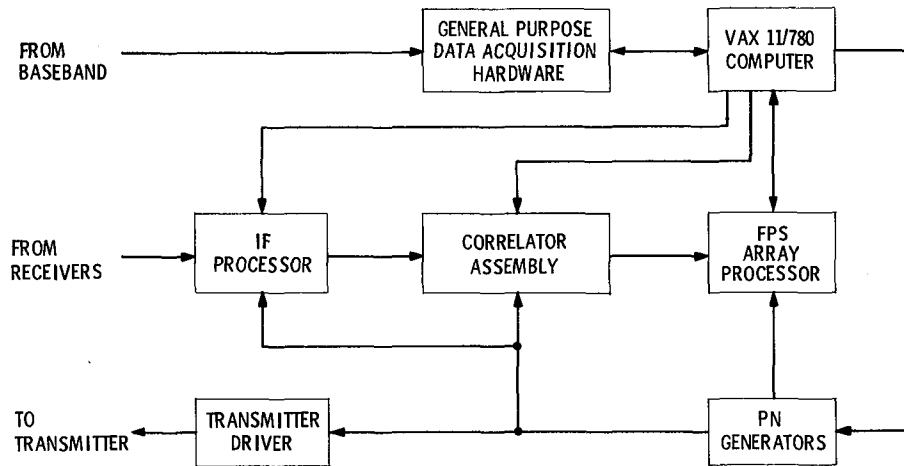 FROM
BASEBAND
GENERAL PURPOSE
DATA ACQUISITION
HARDWARE
VAX 11/780
COMPUTER
FROM
RECEIVERS
IF
PROCESSOR
CORRELATOR
ASSEMBLY
FPS
ARRAY
PROCESSOR
TO
TRANSMITTER
TRANSMITTER
DRIVER
PN
GENERATORS